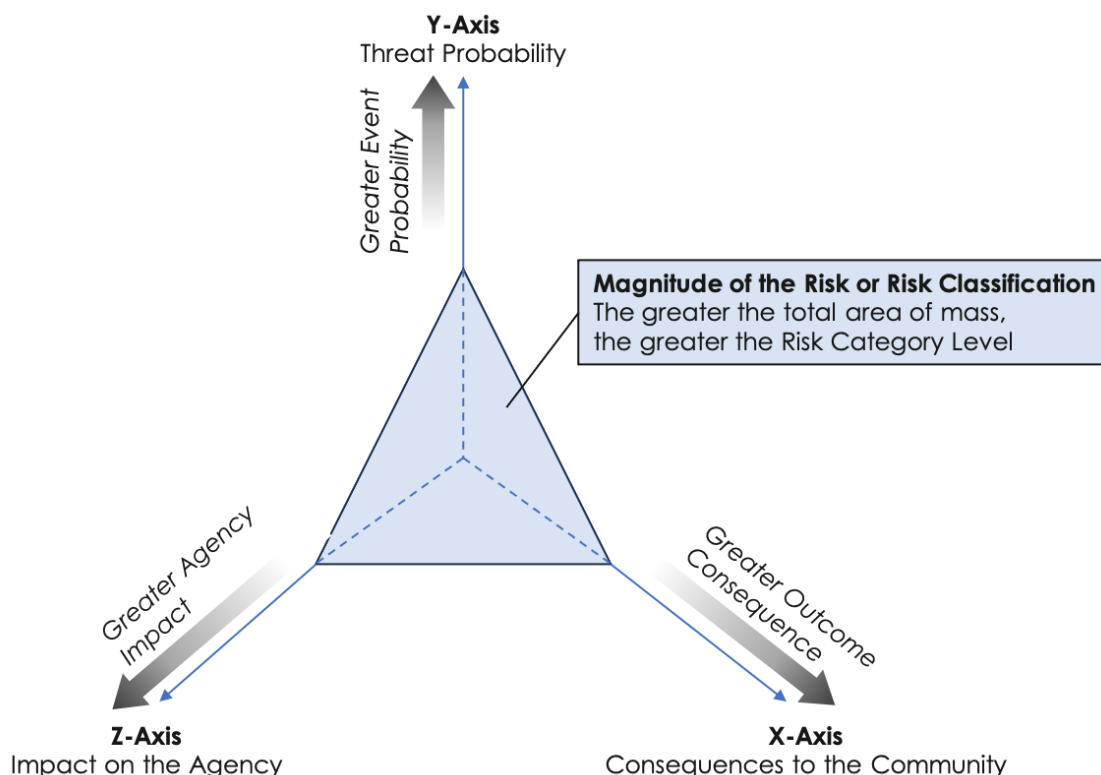 Y-Axis
Threat Probability
Greater Event
Probability
Magnitude of the Risk or Risk Classification
The greater the total area of mass,
the greater the Risk Category Level
Greater Agency
Impact
Greater Outcome
Consequence
Z-Axis
Impact on the Agency
X-Axis
Consequences to the Community